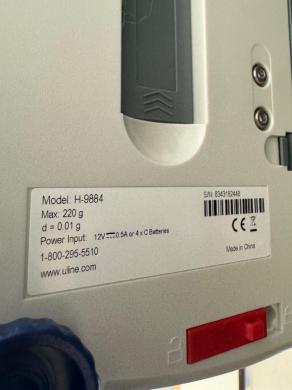 Model: H-9884
Max: 220 g
d = 0.01 g
Power Input: 12V⎓0.5A or 4 x C Batteries
1-800-295-5510
www.uline.com
S/N: 8343182448
CE
Made in China